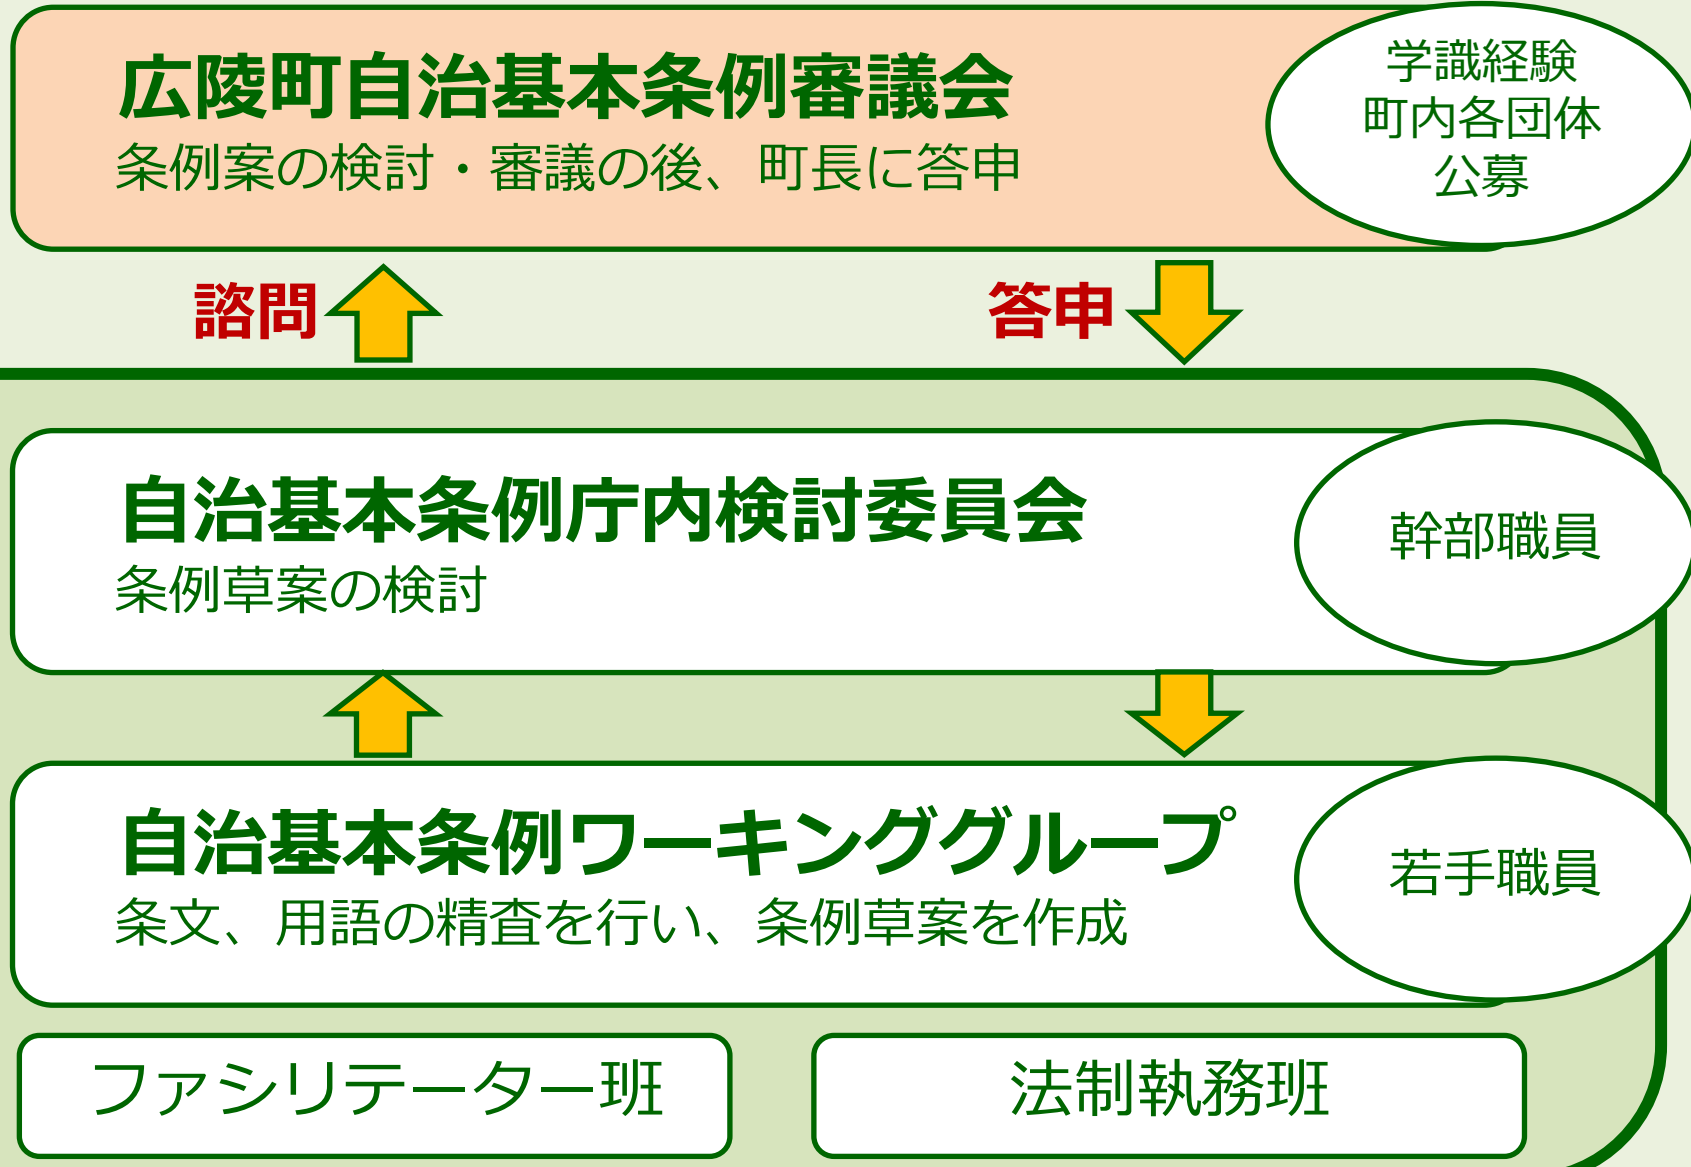 広陵町自治基本条例審議会
条例案の検討・審議の後、町長に答申
学識経験
町内各団体
公募
諮問
答申
自治基本条例庁内検討委員会
条例草案の検討
幹部職員
自治基本条例ワーキンググループ
条文、用語の精査を行い、条例草案を作成
若手職員
ファシリテーター班
法制執務班